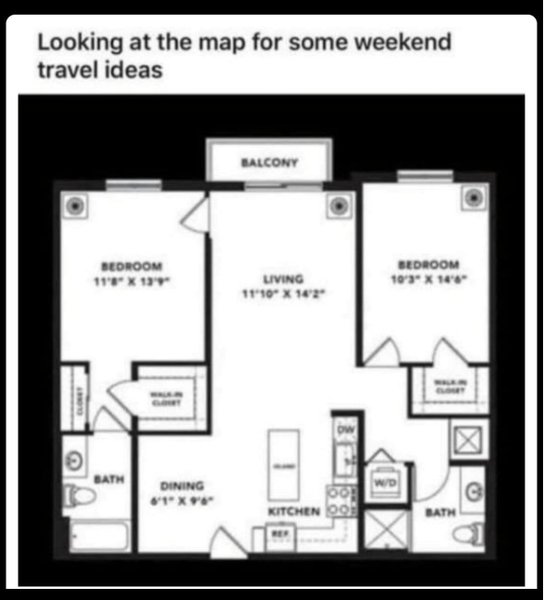 Looking at the map for some weekend
travel ideas
BALCONY
BEDROOM
11'8" X 13'9"
LIVING
11'10" X 14'2"
BEDROOM
10'3" X 14'6"
CLOSET
WALK-IN
CLOSET
WALK-IN
CLOSET
DW
BATH
ISLAND
W/D
DINING
6'1" X 9'6"
KITCHEN
REF.
BATH